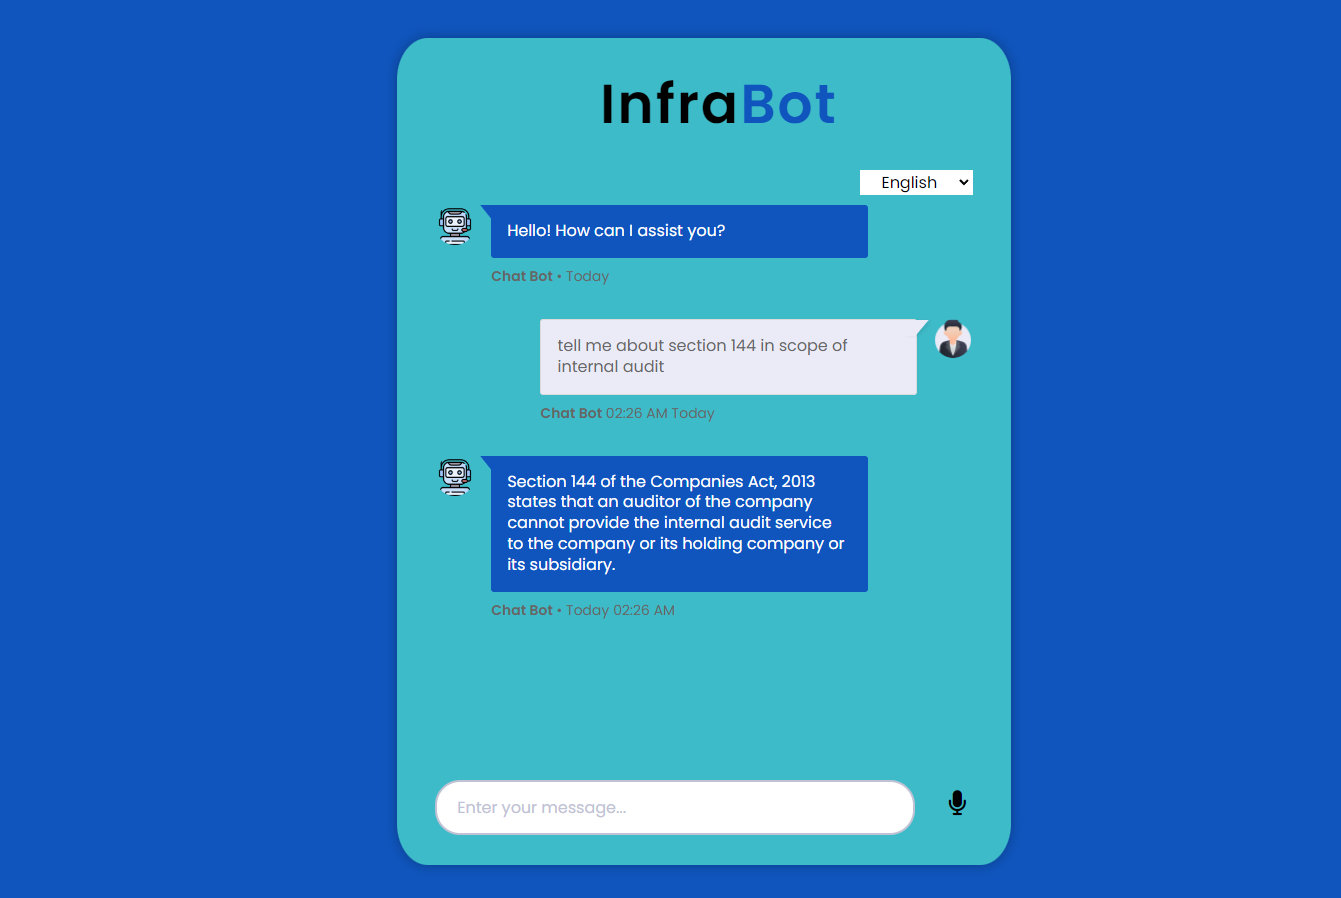 InfraBot
English
Hello! How can I assist you?
Chat Bot • Today
tell me about section 144 in scope of
internal audit
Chat Bot 02:26 AM Today
Section 144 of the Companies Act, 2013
states that an auditor of the company
cannot provide the internal audit service
to the company or its holding company or
its subsidiary.
Chat Bot • Today 02:26 AM
Enter your message...